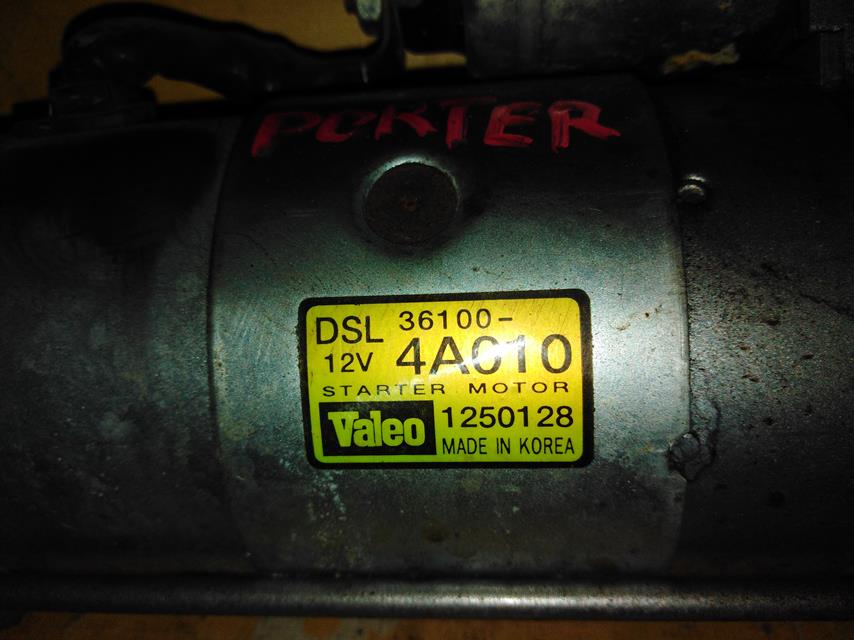 PORTER
DSL 36100-
12V 4A010
STARTER MOTOR
Valeo 1250128
MADE IN KOREA